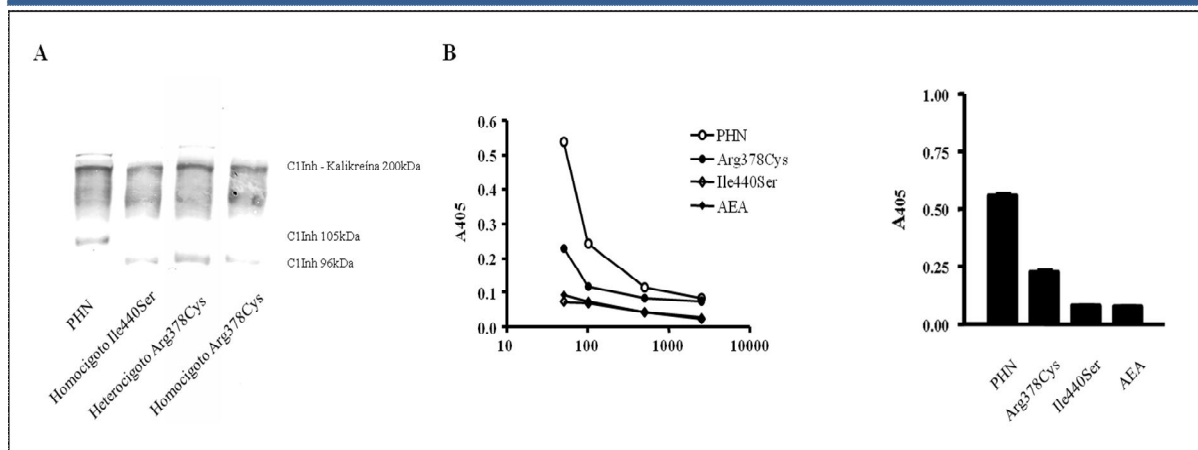 A
C1Inh - Kalikreína 200kDa
C1Inh 105kDa
C1Inh 96kDa
PHN
Homocigoto Ile440Ser
Heterocigoto Arg378Cys
Homocigoto Arg378Cys
B
0.6
0.5
0.4
0.3
0.2
0.1
0.0
A405
10
100
1000
10000
PHN
Arg378Cys
Ile440Ser
AEA
1.00
0.75
0.50
0.25
0.00
A405
PHN
Arg378Cys
Ile440Ser
AEA